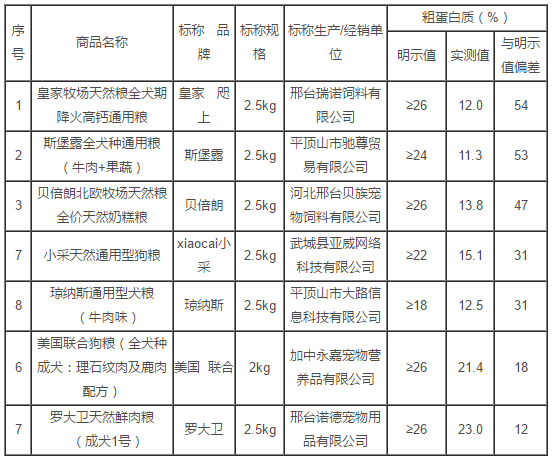 序号
商品名称
标称 品牌
标称规格
标称生产/经销单位
粗蛋白质（%）
明示值
实测值
与明示值偏差
1
皇家牧场天然粮全犬期
降火高钙通用粮
皇家 咫
上
2.5kg
邢台瑞诺饲料有
限公司
≥26
12.0
54
2
斯堡露全犬种通用粮
（牛肉+果蔬）
斯堡露
2.5kg
平顶山市驰尊贸
易有限公司
≥24
11.3
53
3
贝倍朗北欧牧场天然粮
全价天然奶糕粮
贝倍朗
2.5kg
河北邢台贝族宠
物饲料有限公司
≥26
13.8
47
7
小采天然通用型狗粮
xiaocai小
采
2.5kg
武城县亚威网络
科技有限公司
≥22
15.1
31
8
琼纳斯通用型犬粮
（牛肉味）
琼纳斯
2.5kg
平顶山市大路信
息科技有限公司
≥18
12.5
31
6
美国联合狗粮（全犬种
成犬：理石纹肉及鹿肉
配方）
美国 联合
2kg
加中永嘉宠物营
养品有限公司
≥26
21.4
18
7
罗大卫天然鲜肉粮
（成犬1号）
罗大卫
2.5kg
邢台诺德宠物用
品有限公司
≥26
23.0
12